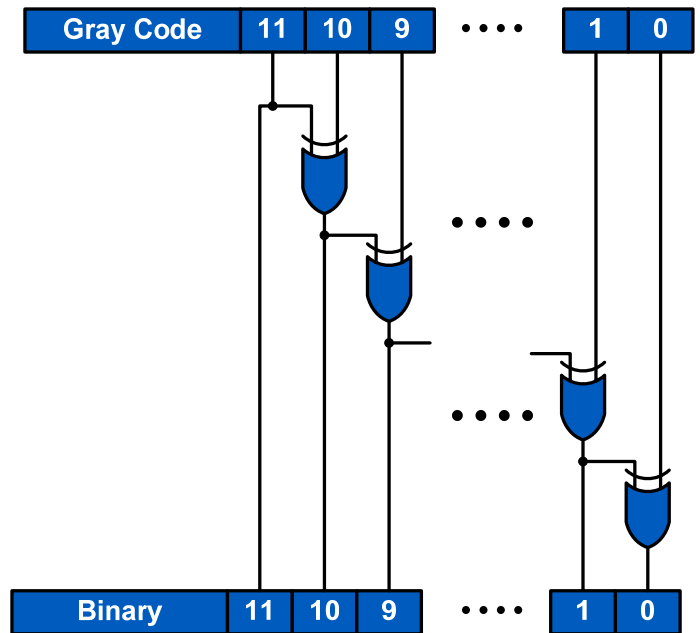 Gray Code 11 10 9 •••• 1 0
••••
••••
Binary 11 10 9 •••• 1 0